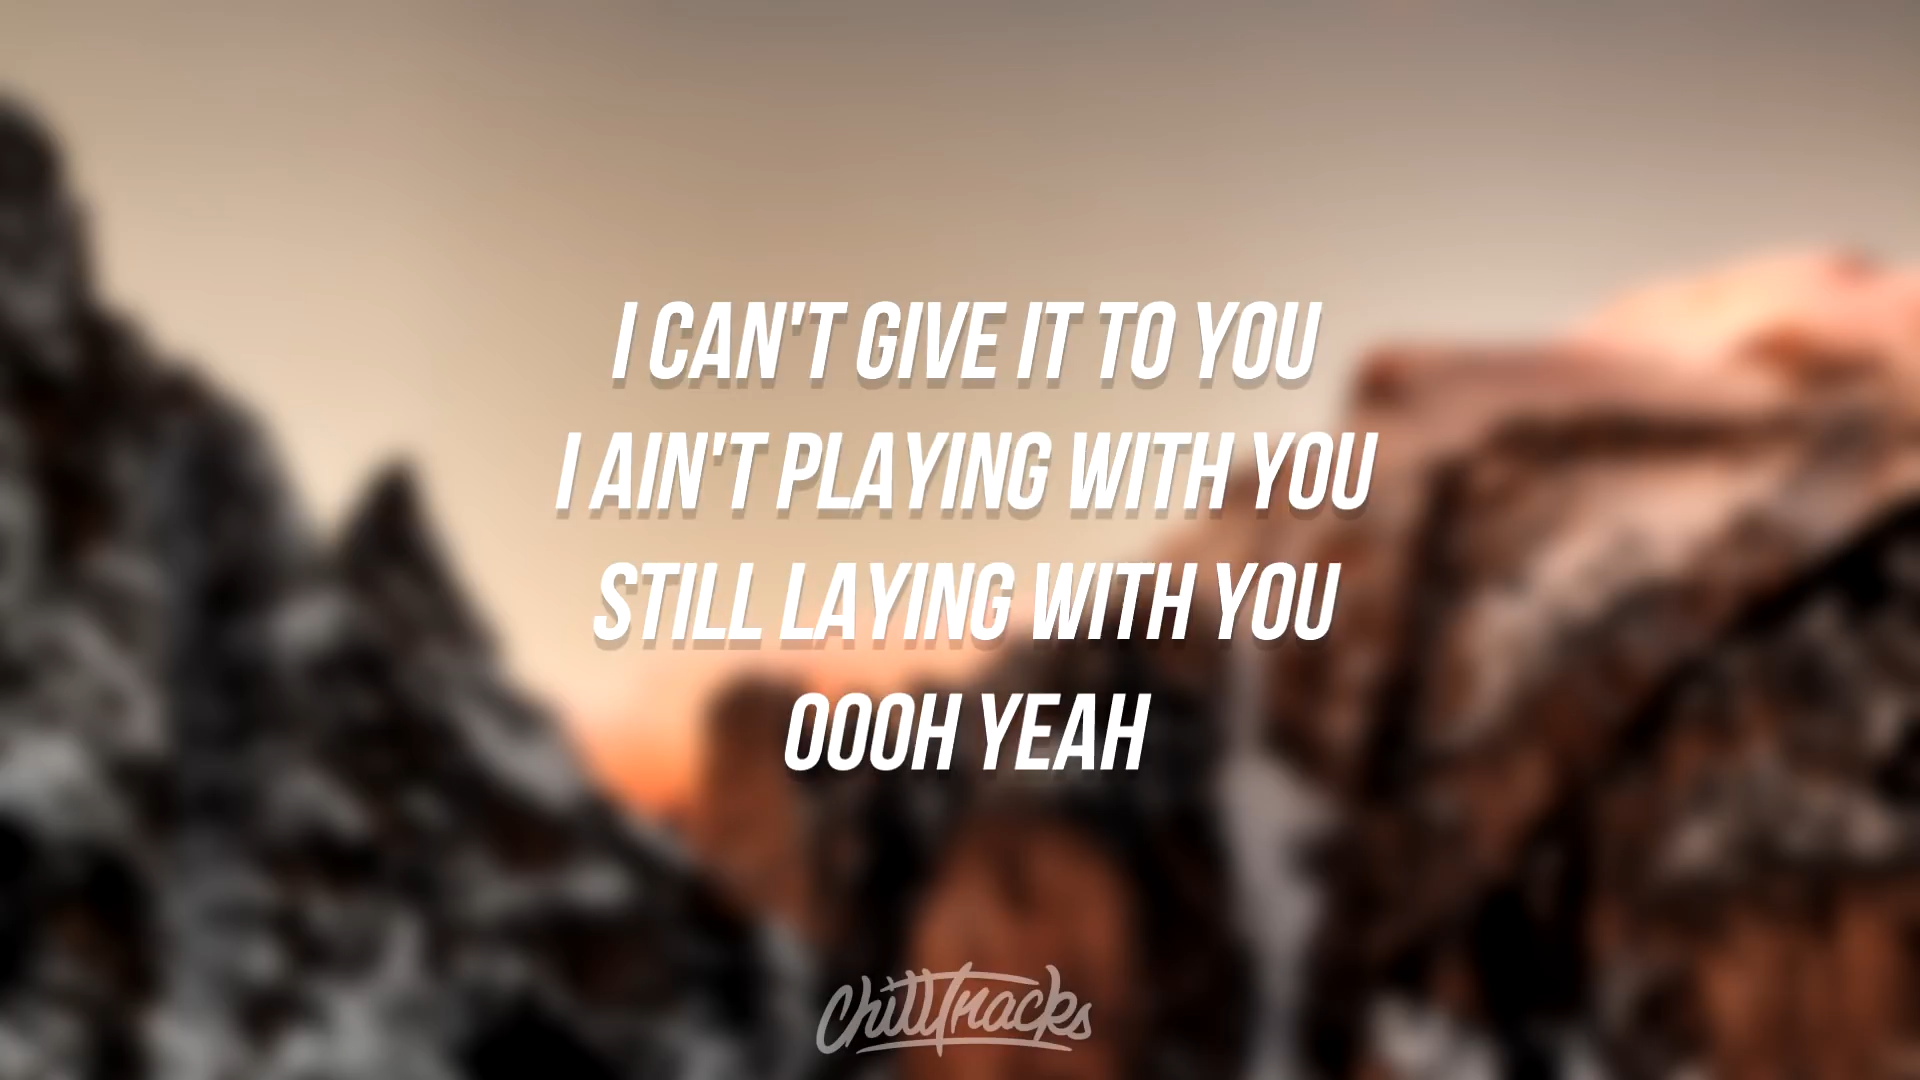 I CAN'T GIVE IT TO YOU
I AIN'T PLAYING WITH YOU
STILL LAYING WITH YOU
OOOH YEAH
ChillTracks